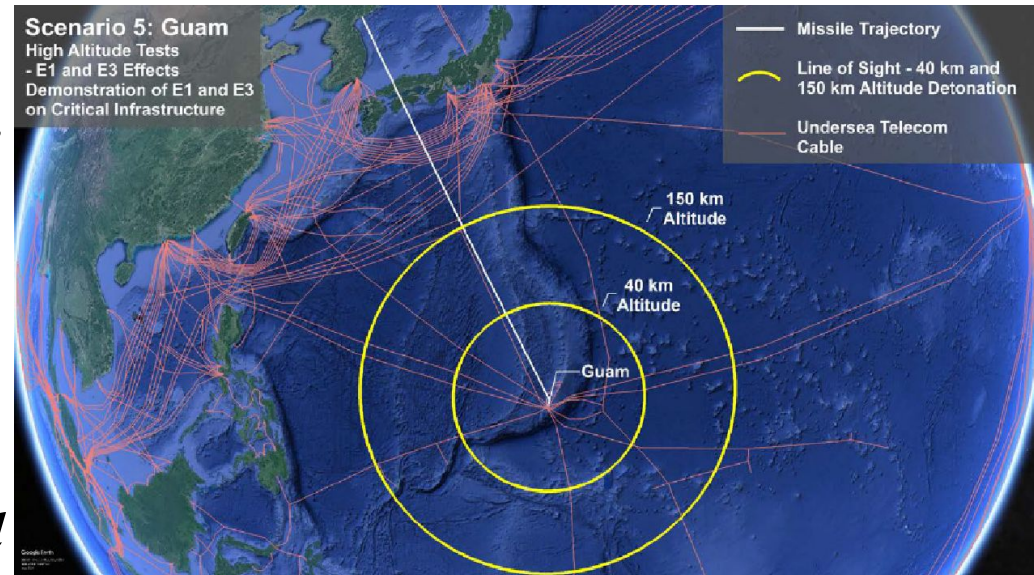 Scenario 5: Guam
High Altitude Tests
- E1 and E3 Effects
Demonstration of E1 and E3
on Critical Infrastructure
Missile Trajectory
Line of Sight - 40 km and
150 km Altitude Detonation
Undersea Telecom
Cable
150 km
Altitude
40 km
Altitude
Guam
Google Earth